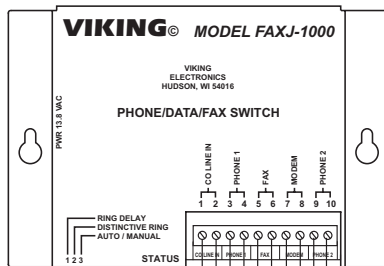 VIKING© MODEL FAXJ-1000
VIKING
ELECTRONICS
HUDSON, WI 54016
PWR 13.8 VAC
PHONE/DATA/FAX SWITCH
CO LINE IN
PHONE 1
FAX
MODEM
PHONE 2
1 2 3 4 5 6 7 8 9 10
RING DELAY
DISTINCTIVE RING
AUTO / MANUAL
1 2 3
STATUS
CO LINE IN PHONE 1 FAX MODEM PHONE 2